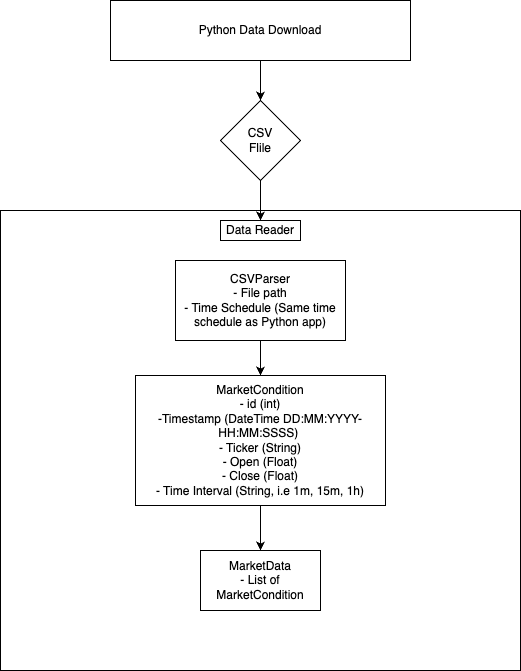 Python Data Download
CSV
Flile
Data Reader
CSVParser
- File path
- Time Schedule (Same time
schedule as Python app)
MarketCondition
- id (int)
-Timestamp (DateTime DD:MM:YYYY-
HH:MM:SSSS)
- Ticker (String)
- Open (Float)
- Close (Float)
- Time Interval (String, i.e 1m, 15m, 1h)
MarketData
- List of
MarketCondition